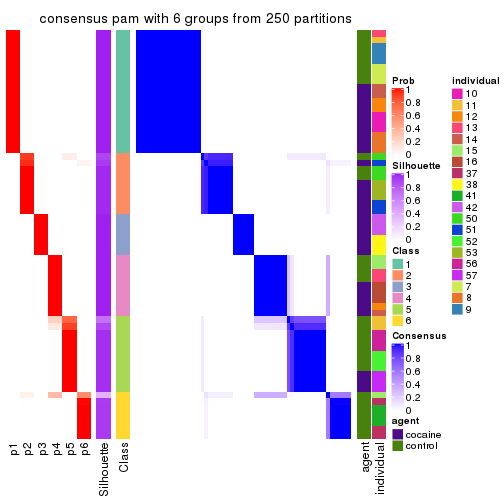 consensus pam with 6 groups from 250 partitions
p1
p2
p3
p4
p5
p6
Silhouette
Class
agent
individual
Prob
1
0.8
0.6
0.4
0.2
0
Silhouette
1
0.8
0.6
0.4
0.2
0
Class
1
2
3
4
5
6
Consensus
1
0.8
0.6
0.4
0.2
0
agent
cocaine
control
individual
10
11
12
13
14
15
16
37
38
41
42
50
51
52
53
56
57
7
8
9